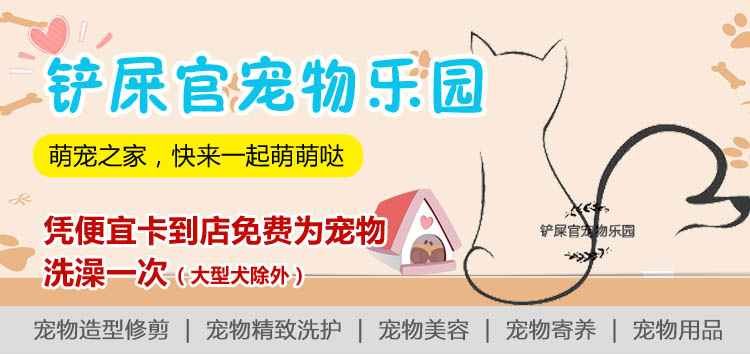 铲屎官宠物乐园
萌宠之家，快来一起萌萌哒
凭便宜卡到店免费为宠物
洗澡一次（大型犬除外）
铲屎官宠物乐园
宠物造型修剪 | 宠物精致洗护 | 宠物美容 | 宠物寄养 | 宠物用品